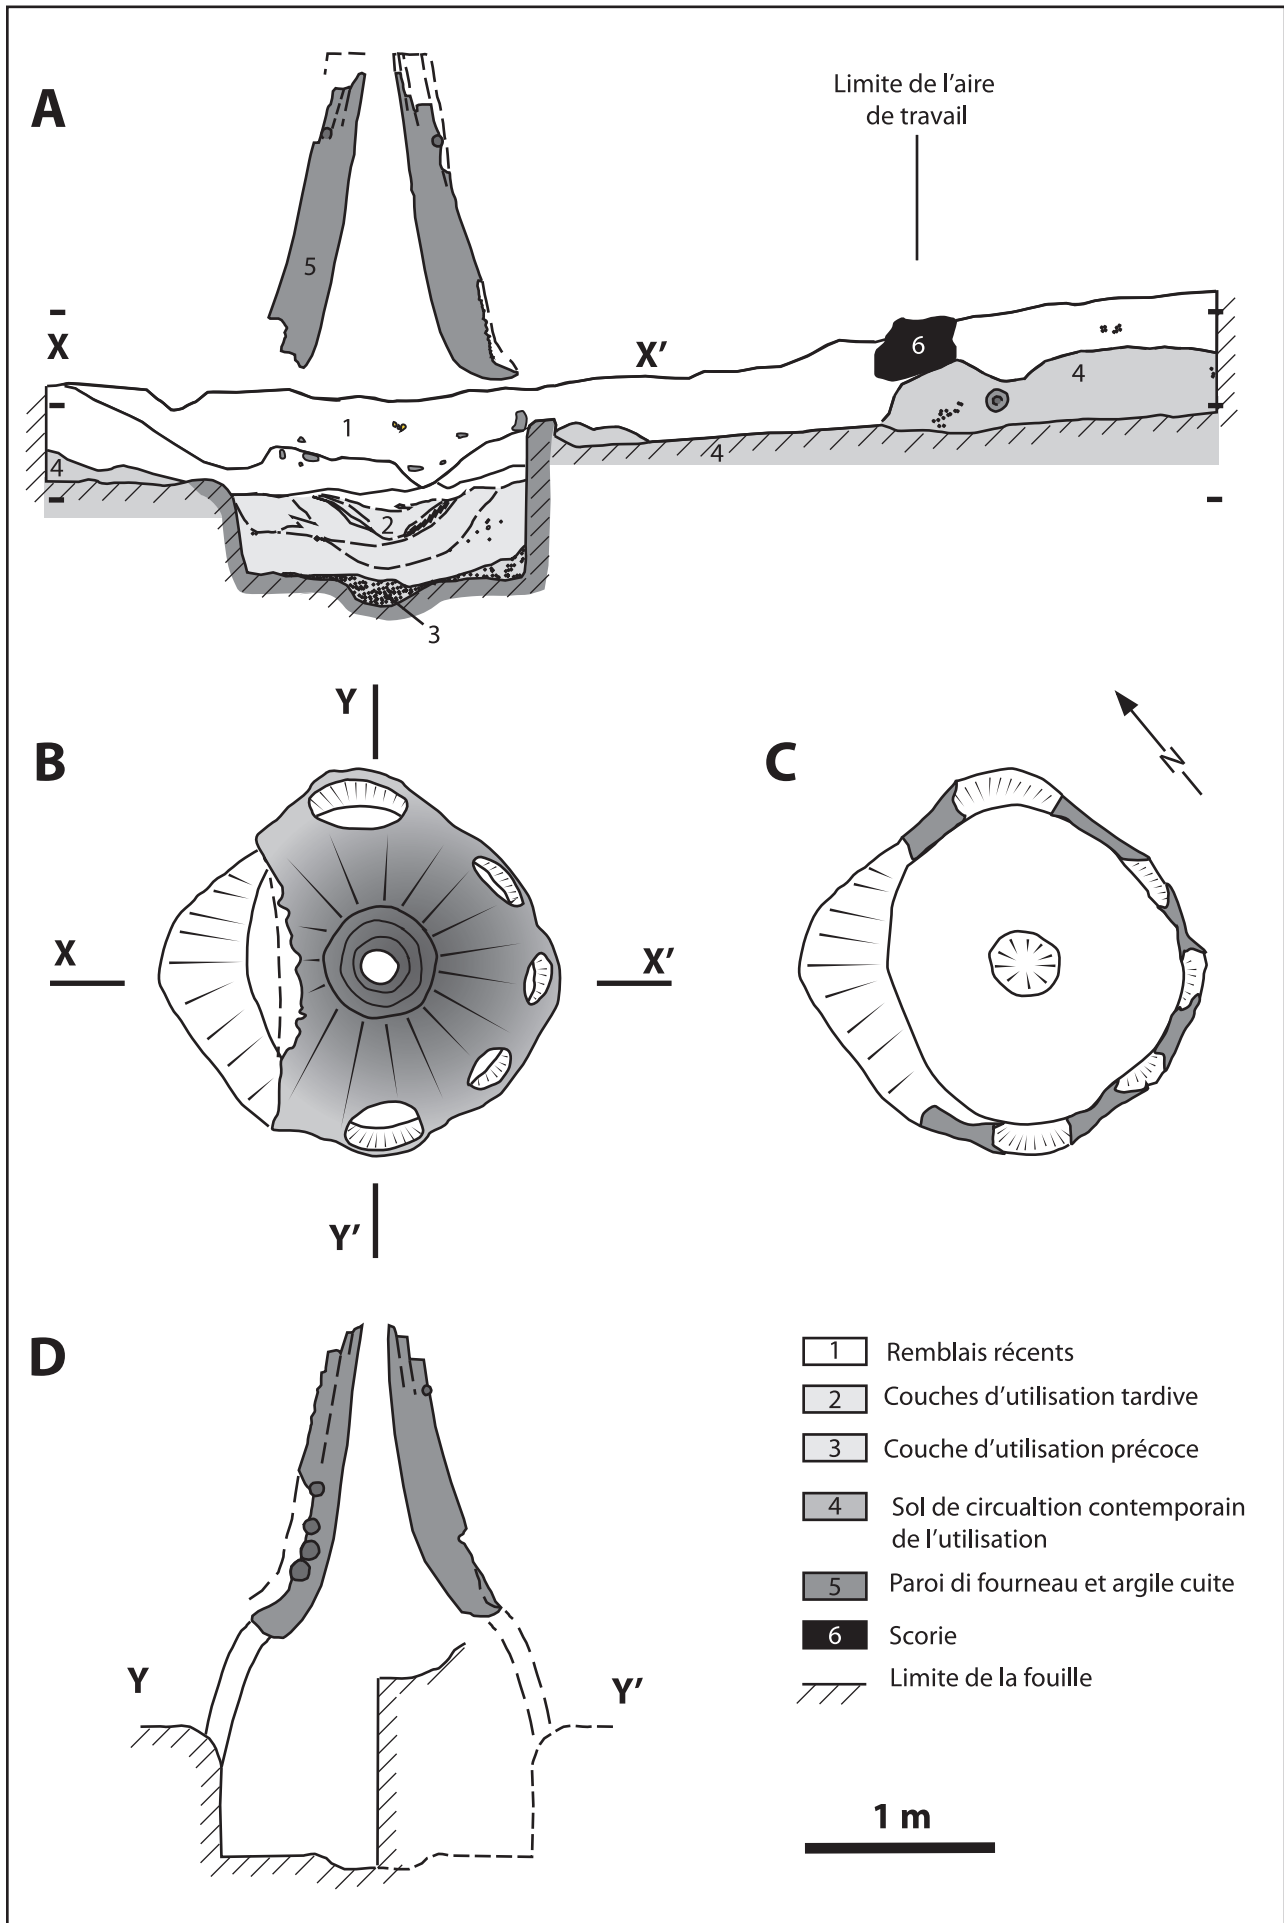 A
Limite de l'aire
de travail
5
X
X'
6
1
4
4
4
2
3
Y
B
C
N
X
X'
Y'
D
1 Remblais récents
2 Couches d'utilisation tardive
3 Couche d'utilisation précoce
4 Sol de circualtion contemporain
de l'utilisation
5 Paroi di fourneau et argile cuite
6 Scorie
Limite de la fouille
Y
Y'
1 m